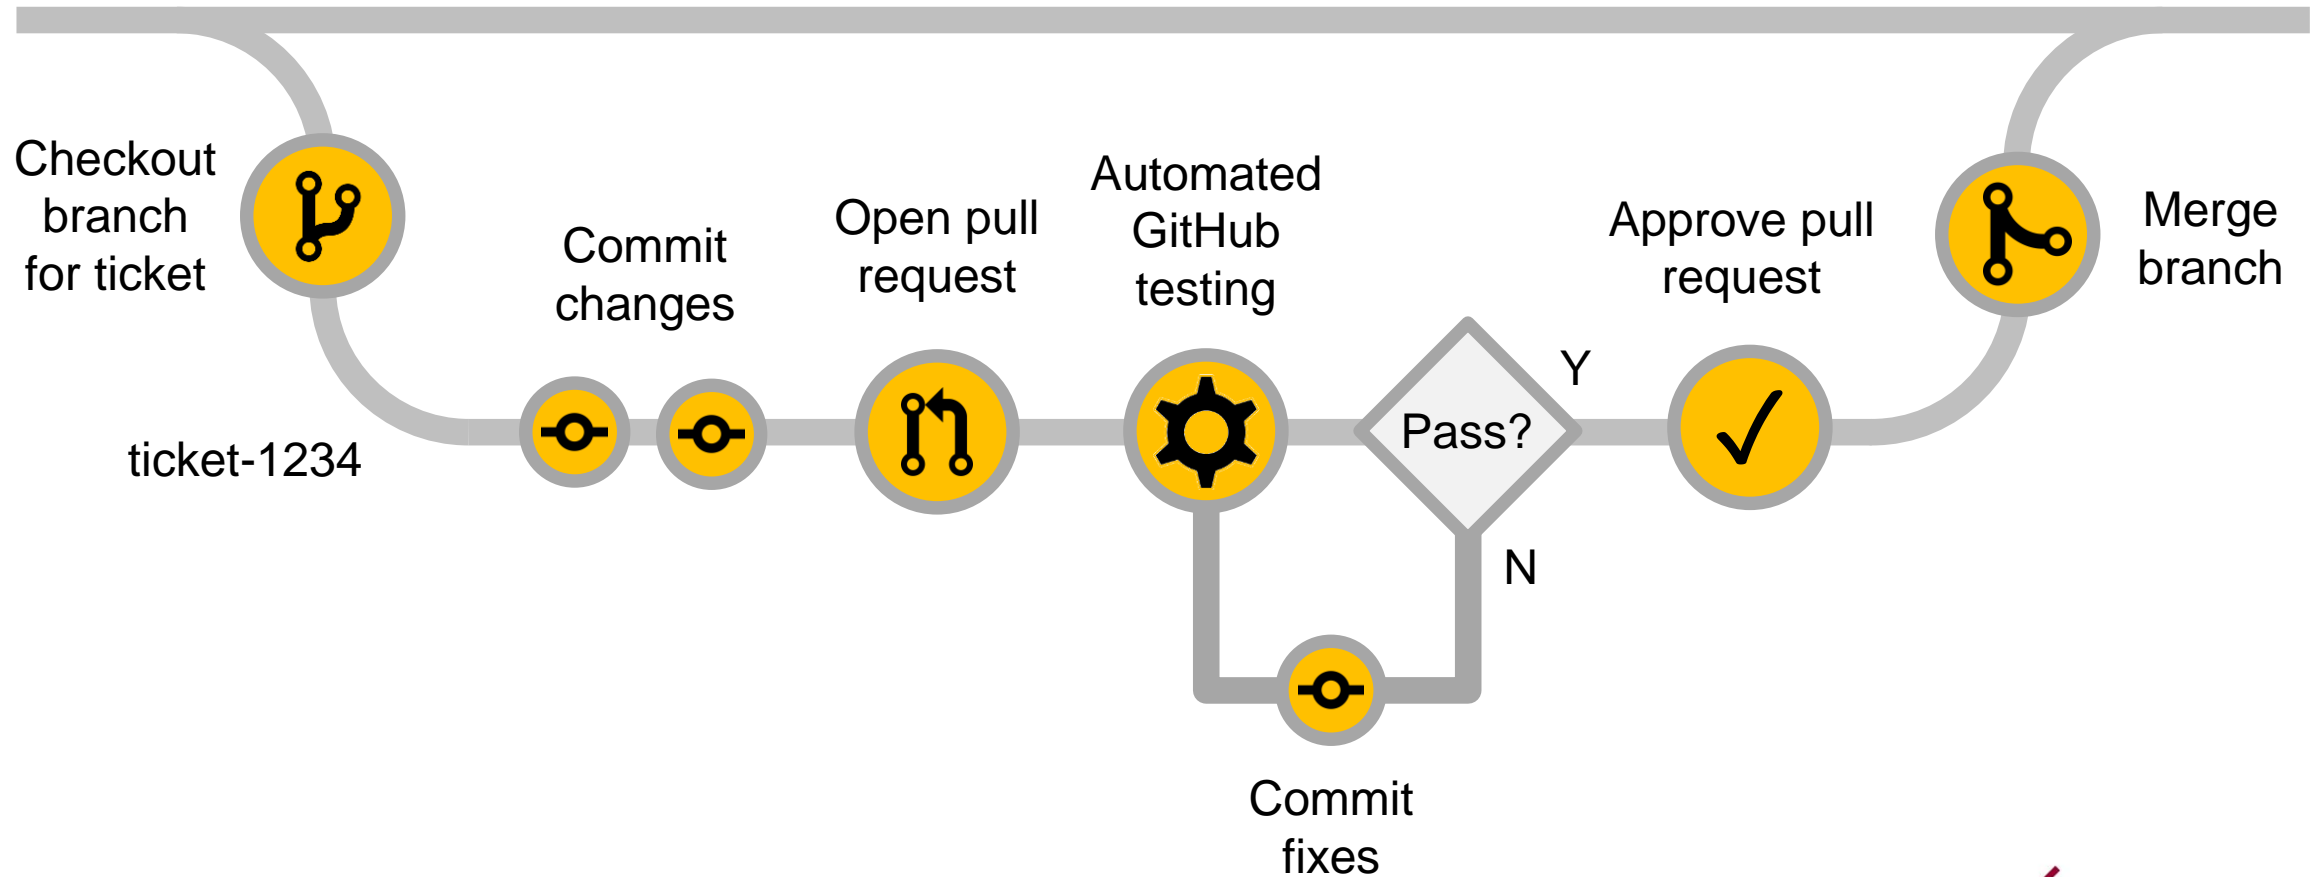 Checkout
branch
for ticket
ticket-1234
Commit
changes
Open pull
request
Automated
GitHub
testing
Pass?
Y
N
Commit
fixes
Approve pull
request
Merge
branch